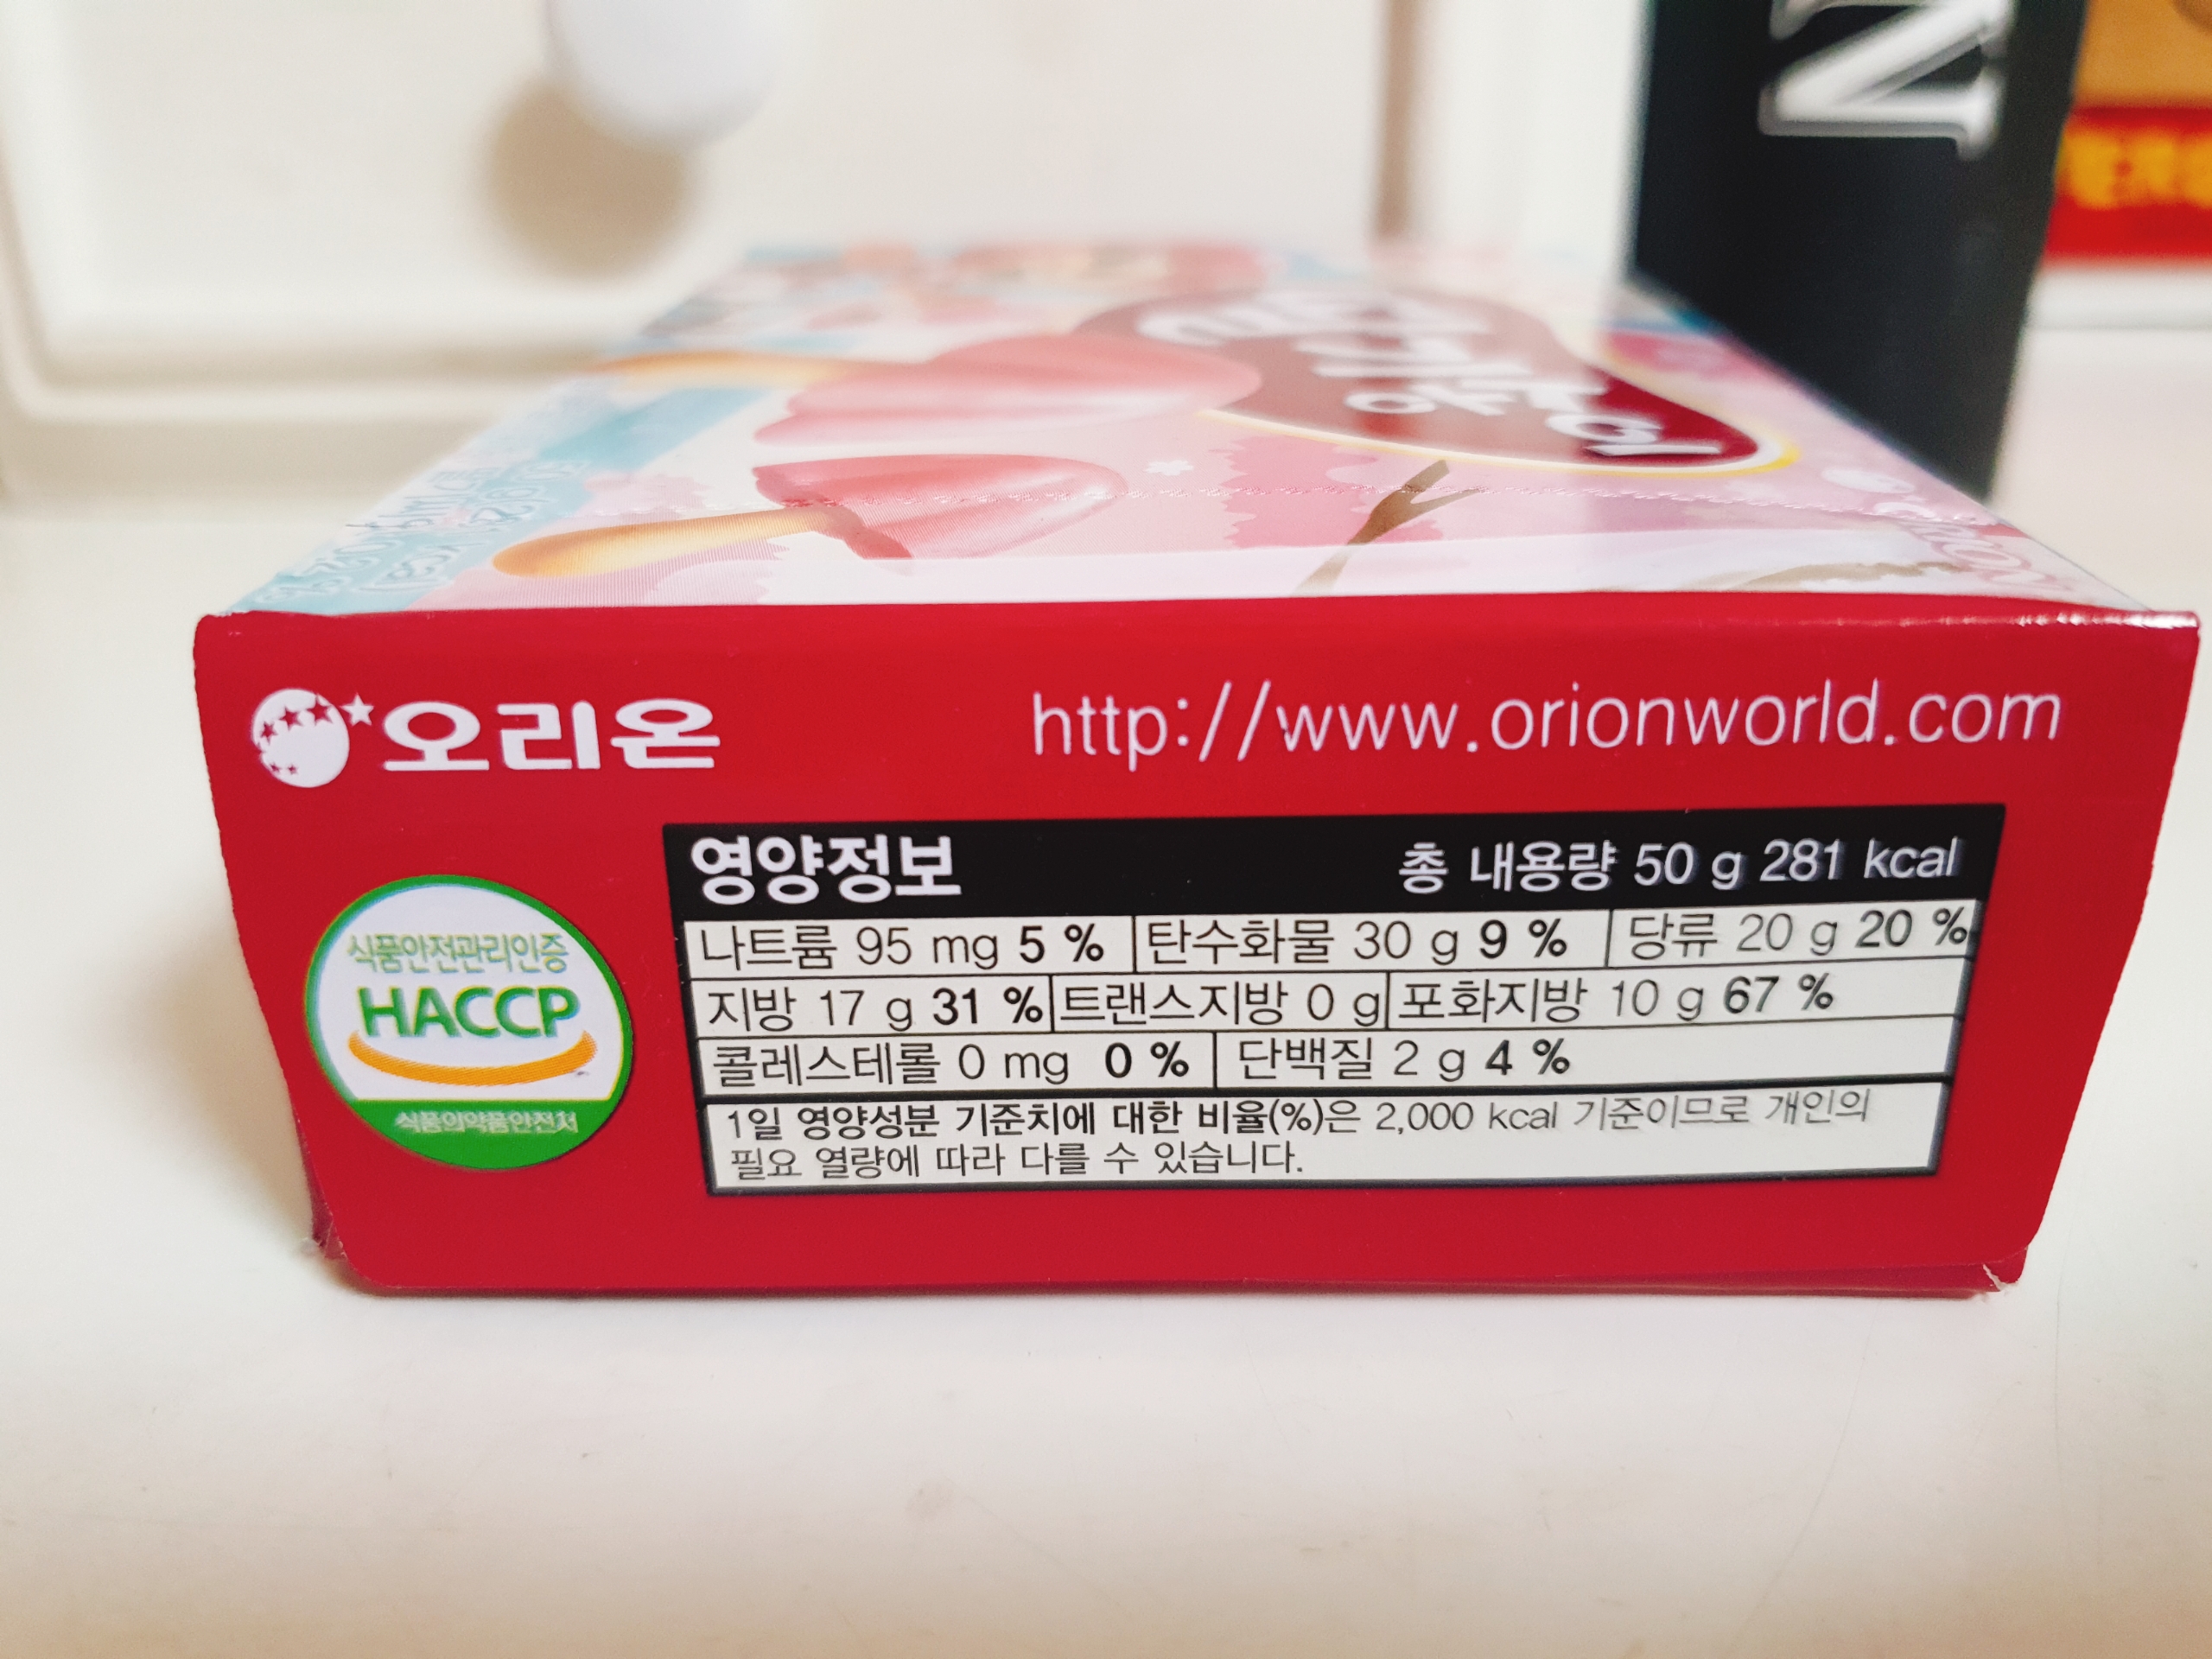 N
오리온
http://www.orionworld.com
영양정보
총 내용량 50 g 281 kcal
나트륨 95 mg 5 % 탄수화물 30 g 9 % 당류 20 g 20 %
지방 17 g 31 % 트랜스지방 0 g 포화지방 10 g 67 %
콜레스테롤 0 mg 0 % 단백질 2 g 4 %
1일 영양성분 기준치에 대한 비율(%)은 2,000 kcal 기준이므로 개인의
필요 열량에 따라 다를 수 있습니다.
식품안전관리인증
HACCP
식품의약품안전처